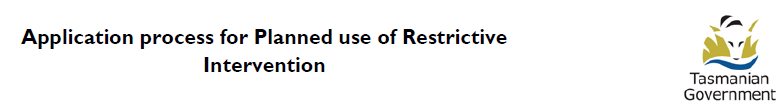 Application process for Planned use of Restrictive
Intervention
Tasmanian
Government